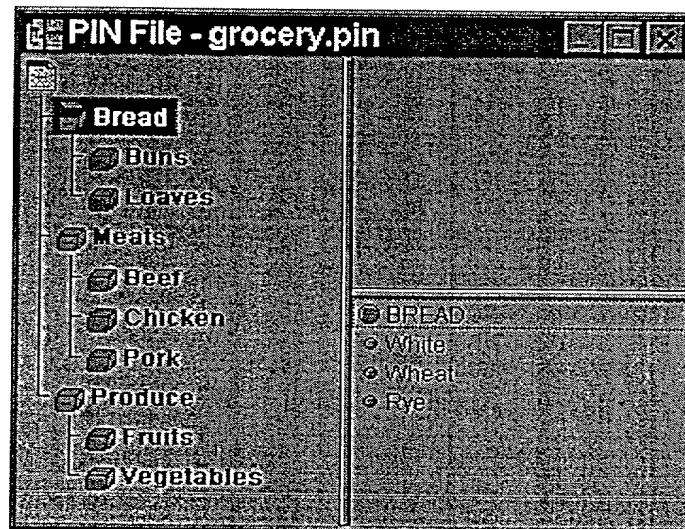 PIN File - grocery.pin
Bread
Buns
Loaves
Meats
Beef
Chicken
Pork
Produce
Fruits
Vegetables
BREAD
White
Wheat
Rye